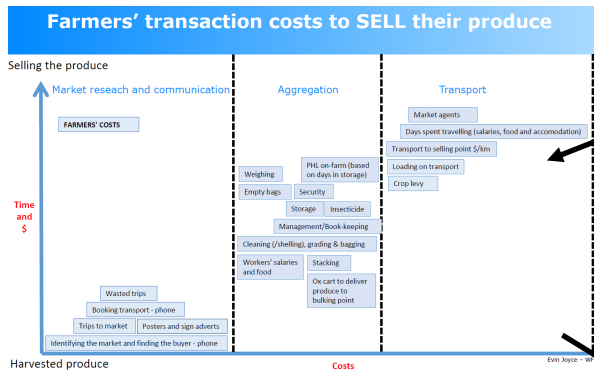 Farmers' transaction costs to SELL their produce
Selling the produce
Market reseach and communication
Aggregation
Transport
FARMERS' COSTS
Market agents
Days spent travelling (salaries, food and accomodation)
Transport to selling point $/km
Loading on transport
Crop levy
PHL on-farm (based
on days in storage)
Weighing
Empty bags
Security
Storage
Insecticide
Management/Book-keeping
Cleaning (/shelling), grading & bagging
Workers' salaries
and food
Stacking
Ox cart to deliver
produce to
bulking point
Time
and
$
Wasted trips
Booking transport - phone
Trips to market
Posters and sign adverts
Identifying the market and finding the buyer - phone
Harvested produce
Costs
Evin Joyce – WF